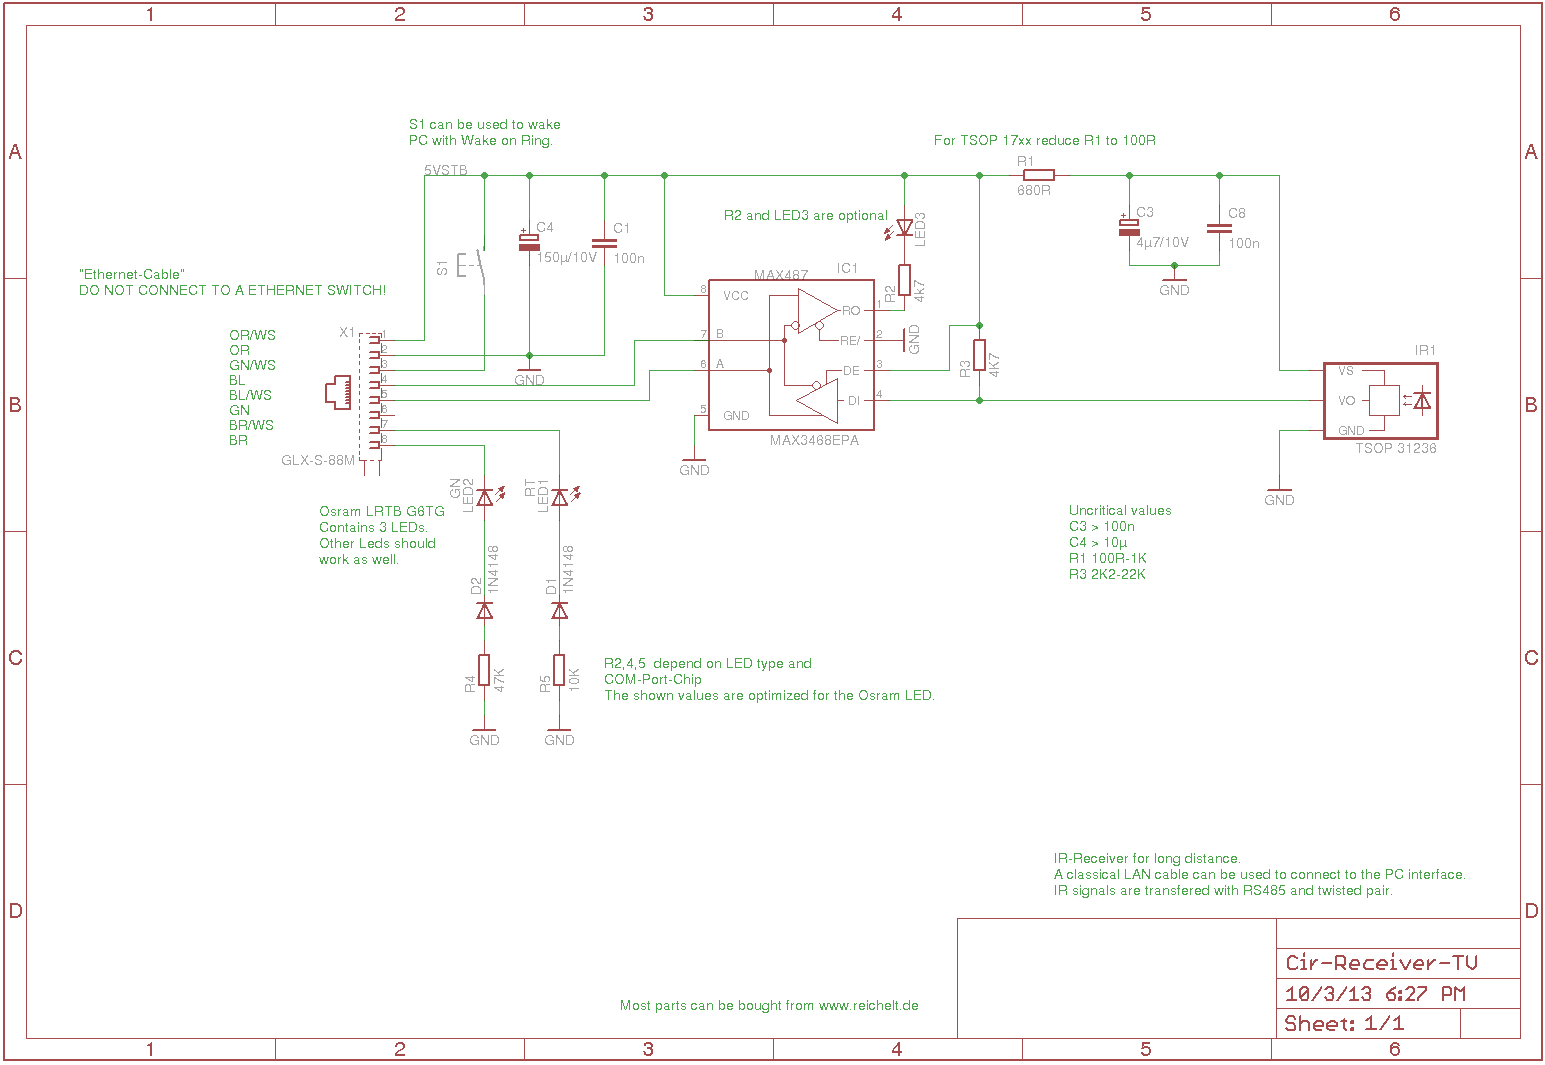 1 2 3 4 5 6
A A
B B
C C
D D
S1 can be used to wake
PC with Wake on Ring.
For TSOP 17xx reduce R1 to 100R
5VSTB
R1
680R
R2 and LED3 are optional
LED3
C4
150µ/10V
C1
100n
C3
4µ7/10V
C8
100n
GND
S1
"Ethernet-Cable"
DO NOT CONNECT TO A ETHERNET SWITCH!
MAX487
IC1
R2
4k7
8 VCC
RO 1
7 B
RE/ 2
GND
6 A
DE 3
5 GND
DI 4
MAX3468EPA
GND
R3
4K7
IR1
VS
VO
GND
TSOP 31236
GND
OR/WS
OR
GN/WS
BL
BL/WS
GN
BR/WS
BR
X1
1
2
3
4
5
6
7
8
GLX-S-88M
GND
GN
LED2
RT
LED1
Osram LRTB G6TG
Contains 3 LEDs.
Other Leds should
work as well.
D2
1N4148
D1
1N4148
Uncritical values
C3 > 100n
C4 > 10µ
R1 100R-1K
R3 2K2-22K
R4
47K
R5
10K
GND
GND
R2,4,5 depend on LED type and
COM-Port-Chip
The shown values are optimized for the Osram LED.
IR-Receiver for long distance.
A classical LAN cable can be used to connect to the PC interface.
IR signals are transfered with RS485 and twisted pair.
Most parts can be bought from www.reichelt.de
Cir-Receiver-TV
10/3/13 6:27 PM
Sheet: 1/1
1 2 3 4 5 6